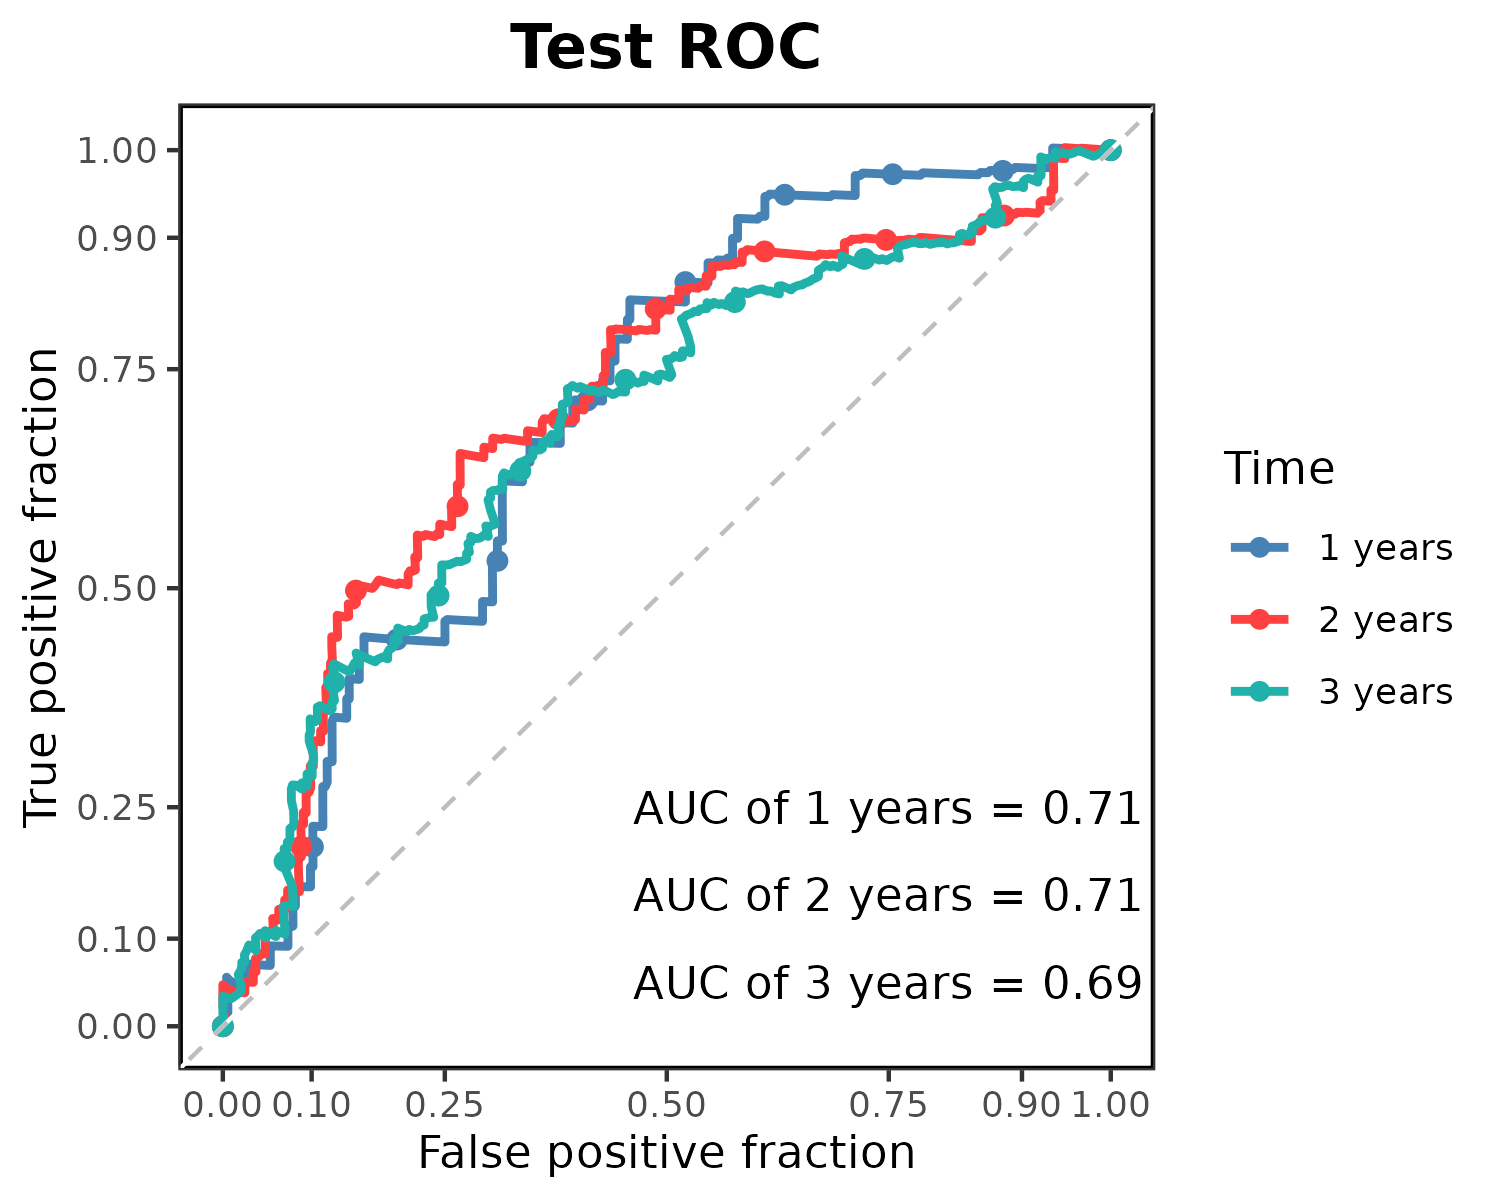 Test ROC
True positive fraction
1.00
0.90
0.75
0.50
0.25
0.10
0.00
AUC of 1 years = 0.71
AUC of 2 years = 0.71
AUC of 3 years = 0.69
0.00 0.10 0.25 0.50 0.75 0.90 1.00
False positive fraction
Time
1 years
2 years
3 years